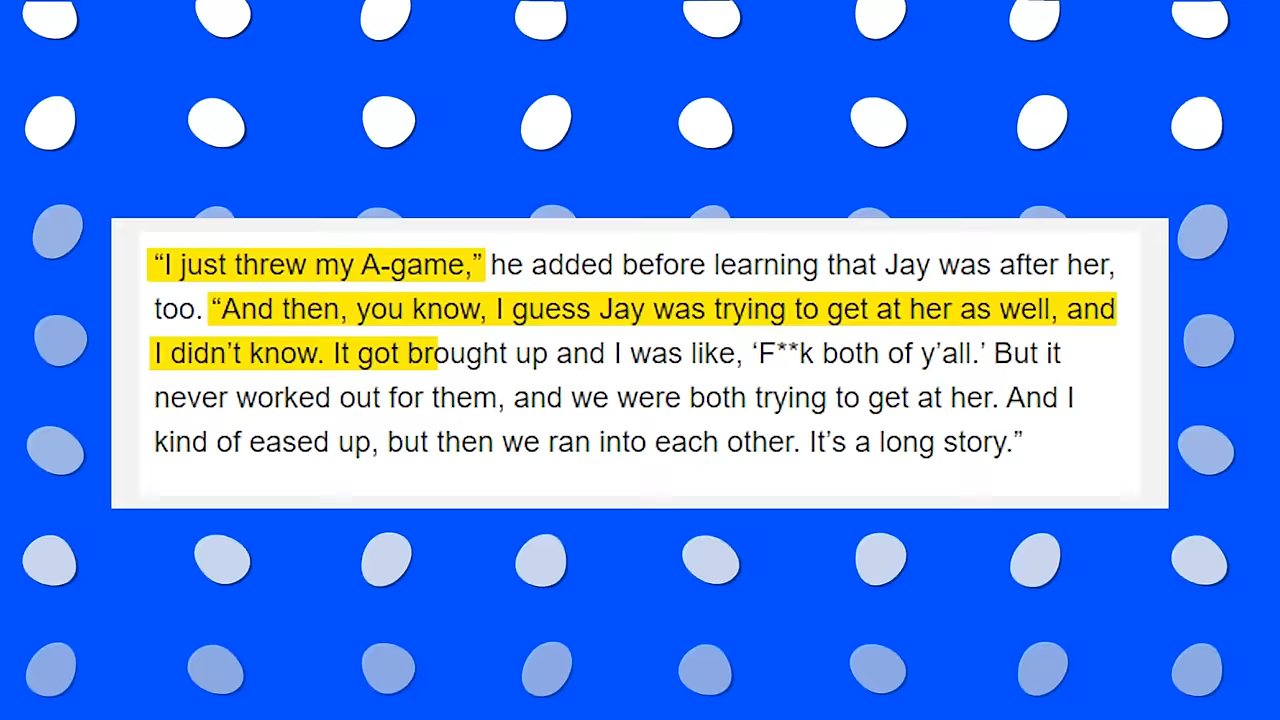 “I just threw my A-game,” he added before learning that Jay was after her,
too. “And then, you know, I guess Jay was trying to get at her as well, and
I didn’t know. It got brought up and I was like, ‘F**k both of y’all.’ But it
never worked out for them, and we were both trying to get at her. And I
kind of eased up, but then we ran into each other. It’s a long story.”